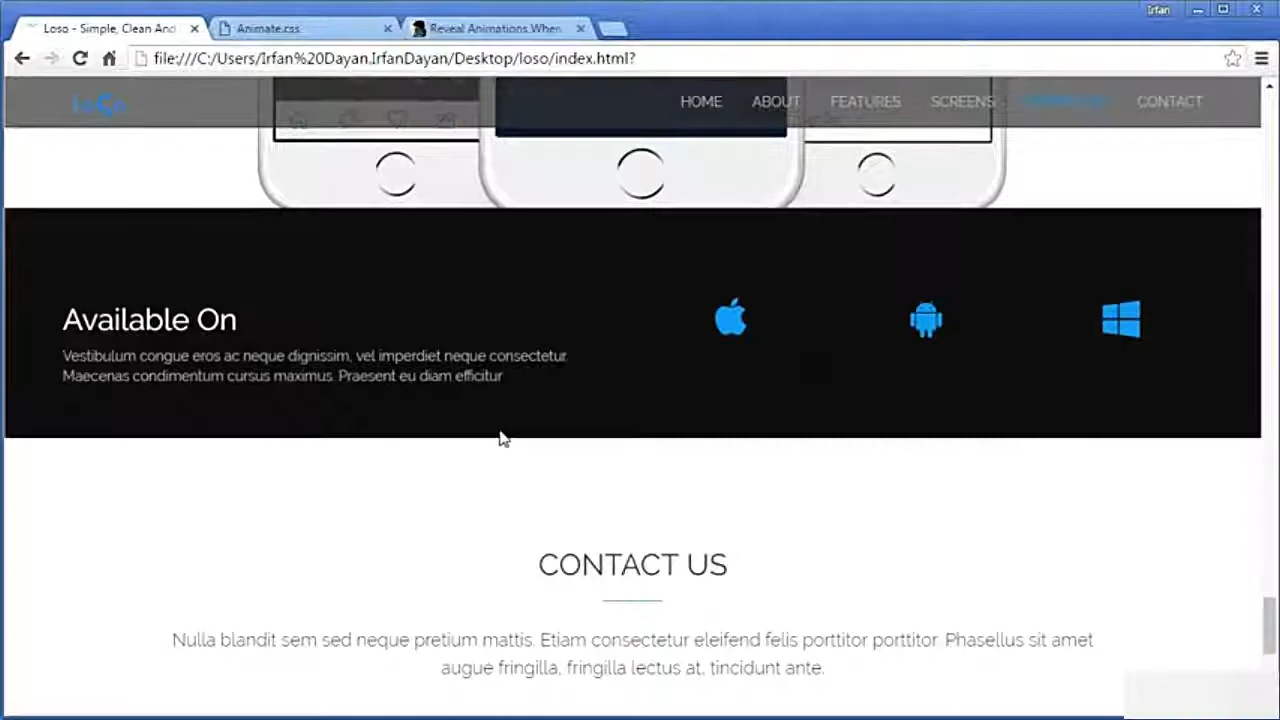 Irfan
Loso - Simple, Clean And
Animate.css
Reveal Animations When
file:///C:/Users/Irfan%20Dayan.IrfanDayan/Desktop/loso/index.html?
HOME ABOUT FEATURES SCREENS CONTACT
Available On
Vestibulum congue eros ac neque dignissim, vel imperdiet neque consectetur.
Maecenas condimentum cursus maximus. Praesent eu diam efficitur
CONTACT US
Nulla blandit sem sed neque pretium mattis. Etiam consectetur eleifend felis porttitor porttitor. Phasellus sit amet
augue fringilla, fringilla lectus at, tincidunt ante.